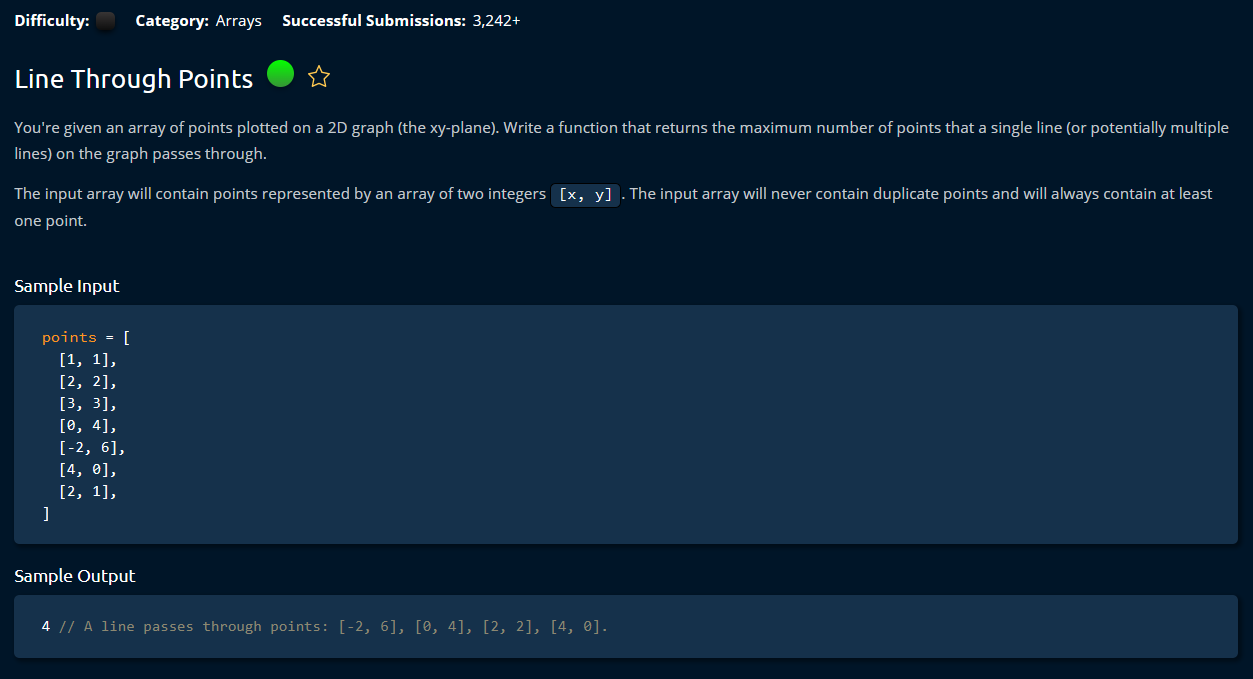 Difficulty: Category: Arrays Successful Submissions: 3,242+
Line Through Points
You're given an array of points plotted on a 2D graph (the xy-plane). Write a function that returns the maximum number of points that a single line (or potentially multiple
lines) on the graph passes through.
The input array will contain points represented by an array of two integers [x, y] . The input array will never contain duplicate points and will always contain at least
one point.
Sample Input
points = [
[1, 1],
[2, 2],
[3, 3],
[0, 4],
[-2, 6],
[4, 0],
[2, 1],
]
Sample Output
4 // A line passes through points: [-2, 6], [0, 4], [2, 2], [4, 0].